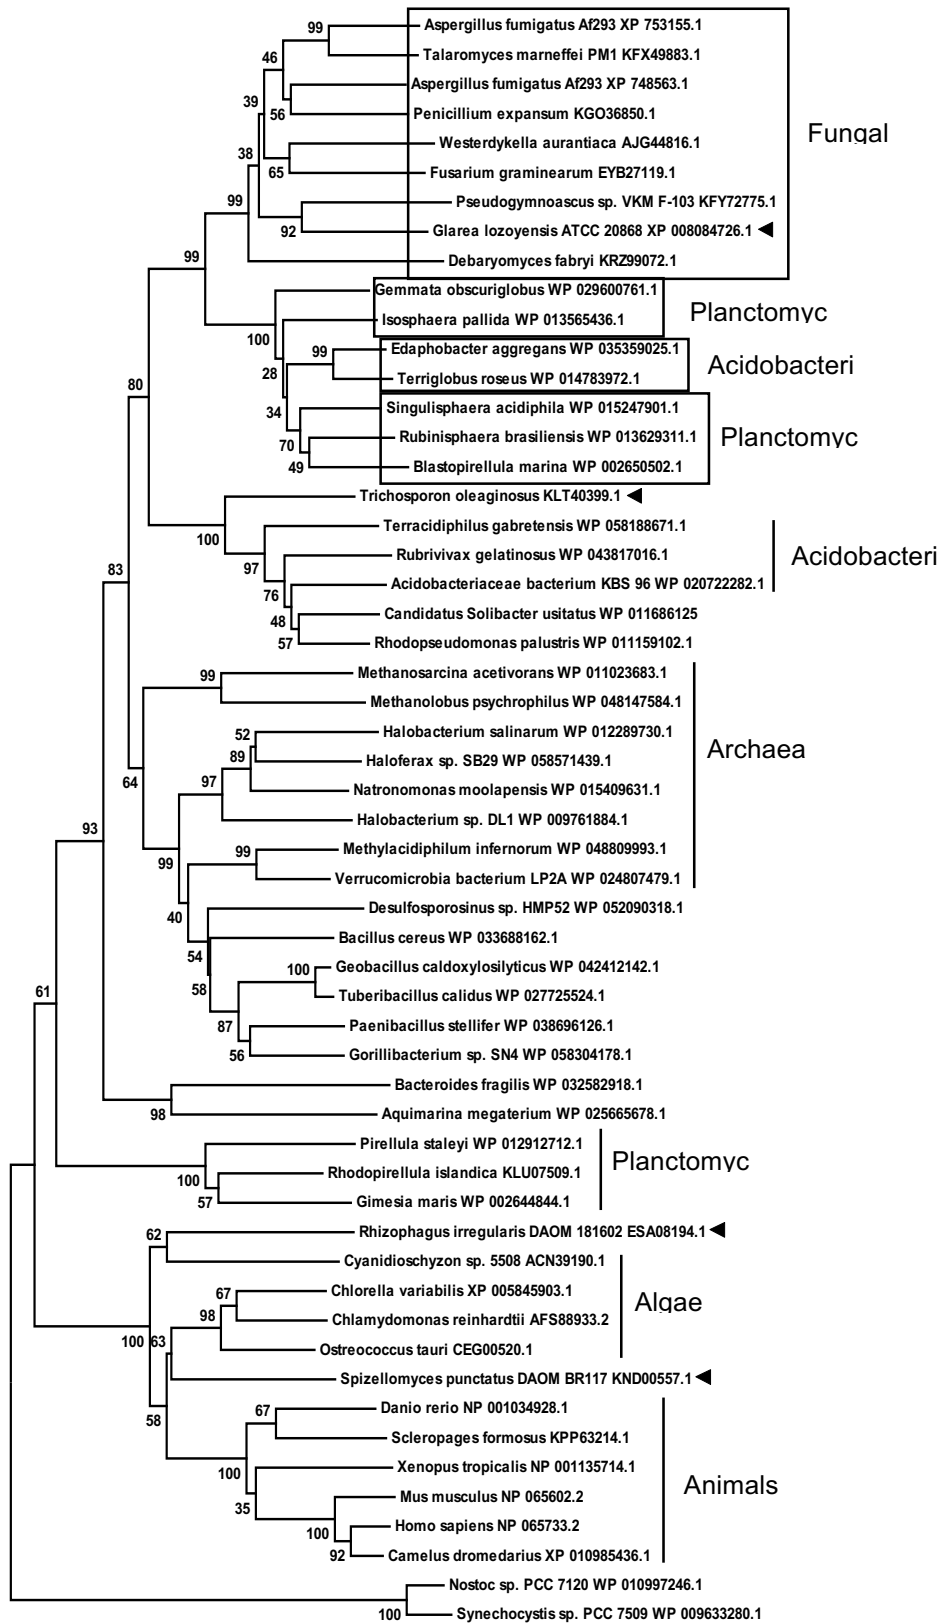 99
Aspergillus fumigatus Af293 XP 753155.1
Talaromyces marneffei PM1 KFX49883.1
46
Aspergillus fumigatus Af293 XP 748563.1
39
56
Penicillium expansum KGO36850.1
Fungal
Westerdykella aurantiaca AJG44816.1
38
65
Fusarium graminearum EYB27119.1
99
Pseudogymnoascus sp. VKM F-103 KFY72775.1
92
Glarea lozoyensis ATCC 20868 XP 008084726.1
99
Debaryomyces fabryi KRZ99072.1
Gemmata obscuriglobus WP 029600761.1
Planctomyc
Isosphaera pallida WP 013565436.1
100
99
Edaphobacter aggregans WP 035359025.1
Acidobacteri
28
Terriglobus roseus WP 014783972.1
80
34
Singulisphaera acidiphila WP 015247901.1
70
Rubinisphaera brasiliensis WP 013629311.1
Planctomyc
49
Blastopirellula marina WP 002650502.1
Trichosporon oleaginosus KLT40399.1
100
Terracidiphilus gabretensis WP 058188671.1
83
97
Rubrivivax gelatinosus WP 043817016.1
Acidobacteri
76
Acidobacteriaceae bacterium KBS 96 WP 020722282.1
48
Candidatus Solibacter usitatus WP 011686125
57
Rhodopseudomonas palustris WP 011159102.1
99
Methanosarcina acetivorans WP 011023683.1
Methanolobus psychrophilus WP 048147584.1
52
Halobacterium salinarum WP 012289730.1
Archaea
89
Haloferax sp. SB29 WP 058571439.1
64
97
Natronomonas moolapensis WP 015409631.1
Halobacterium sp. DL1 WP 009761884.1
93
99
99
Methylacidiphilum infernorum WP 048809993.1
Verrucomicrobia bacterium LP2A WP 024807479.1
40
Desulfosporosinus sp. HMP52 WP 052090318.1
54
Bacillus cereus WP 033688162.1
100
Geobacillus caldoxylosilyticus WP 042412142.1
58
61
Tuberibacillus calidus WP 027725524.1
87
Paenibacillus stellifer WP 038696126.1
56
Gorillibacterium sp. SN4 WP 058304178.1
Bacteroides fragilis WP 032582918.1
98
Aquimarina megaterium WP 025665678.1
Pirellula staleyi WP 012912712.1
Planctomyc
100
Rhodopirellula islandica KLU07509.1
57
Gimesia maris WP 002644844.1
62
Rhizophagus irregularis DAOM 181602 ESA08194.1
Cyanidioschyzon sp. 5508 ACN39190.1
67
Chlorella variabilis XP 005845903.1
Algae
98
Chlamydomonas reinhardtii AFS88933.2
100
63
Ostreococcus tauri CEG00520.1
Spizellomyces punctatus DAOM BR117 KND00557.1
58
67
Danio rerio NP 001034928.1
Scleropages formosus KPP63214.1
100
Xenopus tropicalis NP 001135714.1
Animals
35
Mus musculus NP 065602.2
100
Homo sapiens NP 065733.2
92
Camelus dromedarius XP 010985436.1
Nostoc sp. PCC 7120 WP 010997246.1
100
Synechocystis sp. PCC 7509 WP 009633280.1